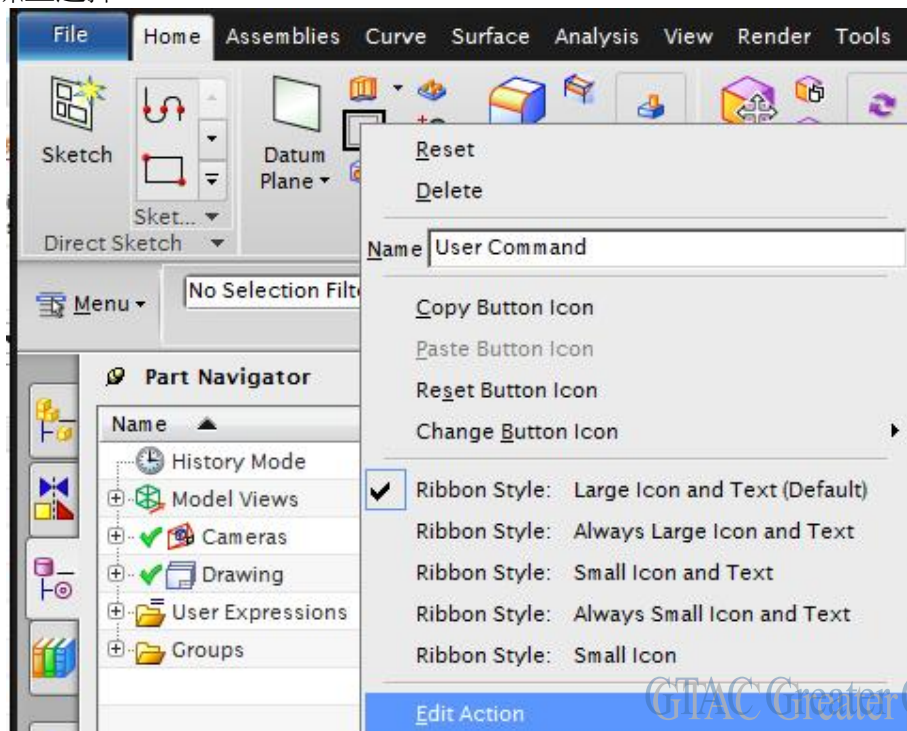 File Home Assemblies Curve Surface Analysis View Render Tools
Sketch
Datum
Plane
Sket...
Direct Sketch
Menu
No Selection Filt
Part Navigator
Name
History Mode
Model Views
Cameras
Drawing
User Expressions
Groups
Reset
Delete
Name User Command
Copy Button Icon
Paste Button Icon
Reset Button Icon
Change Button Icon
Ribbon Style: Large Icon and Text (Default)
Ribbon Style: Always Large Icon and Text
Ribbon Style: Small Icon and Text
Ribbon Style: Always Small Icon and Text
Ribbon Style: Small Icon
Edit Action
GTAC Greater